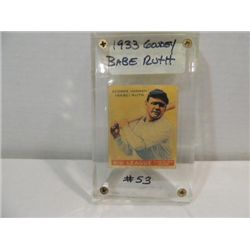 1933 GOUDEY
BABE RUTH
GEORGE HERMAN
(BABE) RUTH
BIG LEAGUE
#53